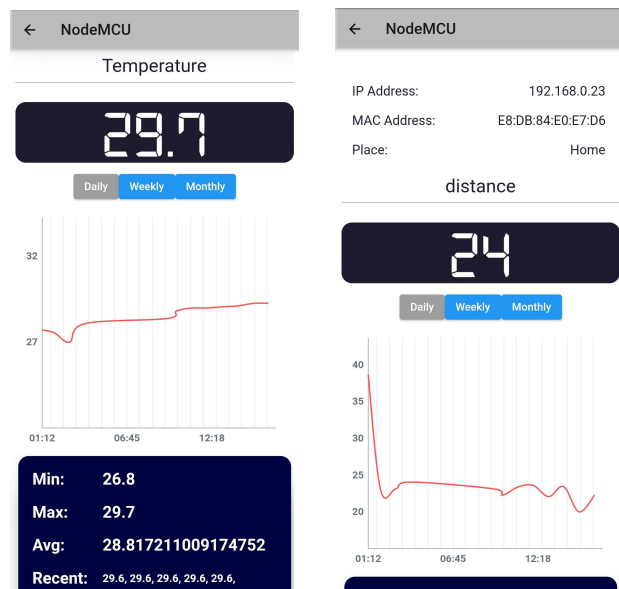 ← NodeMCU
Temperature
29.7
Daily Weekly Monthly
32
27
01:12 06:45 12:18
Min: 26.8
Max: 29.7
Avg: 28.817211009174752
Recent: 29.6, 29.6, 29.6, 29.6, 29.6,
← NodeMCU
IP Address: 192.168.0.23
MAC Address: E8:DB:84:E0:E7:D6
Place: Home
distance
24
Daily Weekly Monthly
40
35
30
25
20
01:12 06:45 12:18